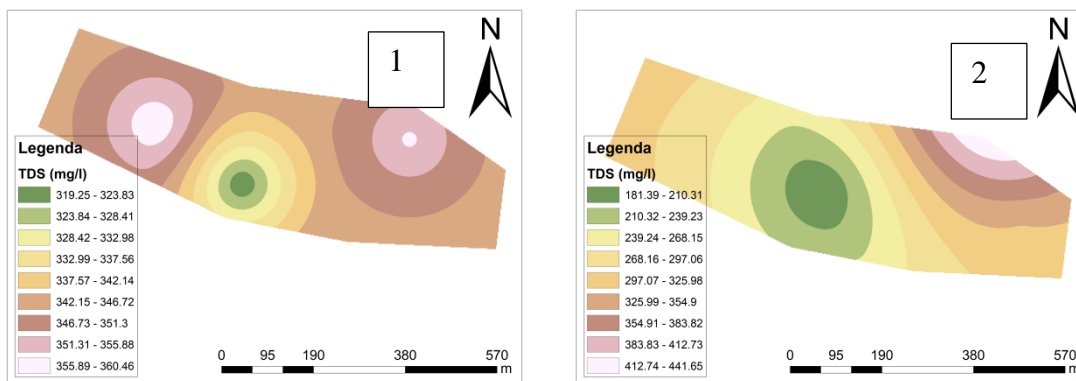 1
N
Legenda
TDS (mg/l)
319.25 - 323.83
323.84 - 328.41
328.42 - 332.98
332.99 - 337.56
337.57 - 342.14
342.15 - 346.72
346.73 - 351.3
351.31 - 355.88
355.89 - 360.46
0 95 190 380 570
m
2
N
Legenda
TDS (mg/l)
181.39 - 210.31
210.32 - 239.23
239.24 - 268.15
268.16 - 297.06
297.07 - 325.98
325.99 - 354.9
354.91 - 383.82
383.83 - 412.73
412.74 - 441.65
0 95 190 380 570
m